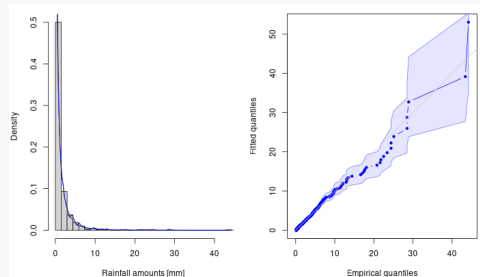 0.5
0.4
0.3
0.2
0.1
0.0
Density
0 10 20 30 40
Rainfall amounts [mm]
50
40
30
20
10
0
Fitted quantiles
0 10 20 30 40
Empirical quantiles